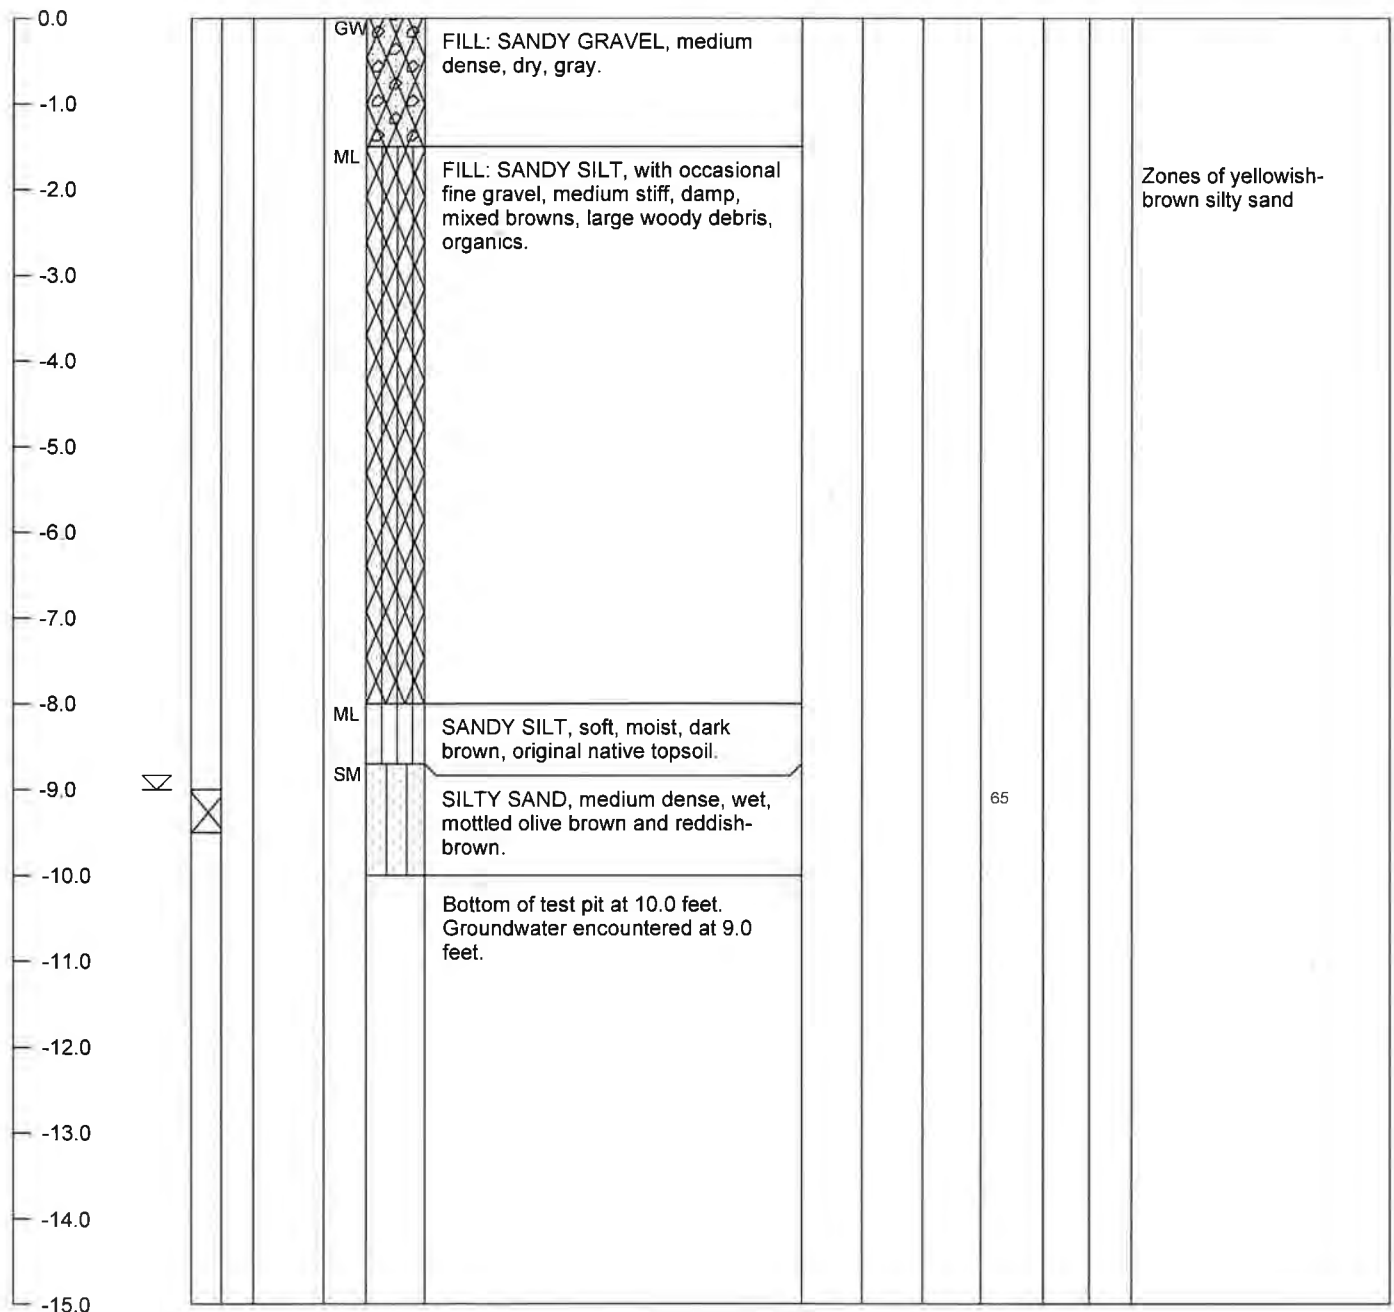 0.0
GW
FILL: SANDY GRAVEL, medium
dense, dry, gray.
-1.0
ML
FILL: SANDY SILT, with occasional
fine gravel, medium stiff, damp,
mixed browns, large woody debris,
organics.
Zones of yellowish-
brown silty sand
-2.0
-3.0
-4.0
-5.0
-6.0
-7.0
-8.0
ML
SANDY SILT, soft, moist, dark
brown, original native topsoil.
SM
-9.0
SILTY SAND, medium dense, wet,
mottled olive brown and reddish-
brown.
65
-10.0
Bottom of test pit at 10.0 feet.
Groundwater encountered at 9.0
feet.
-11.0
-12.0
-13.0
-14.0
-15.0